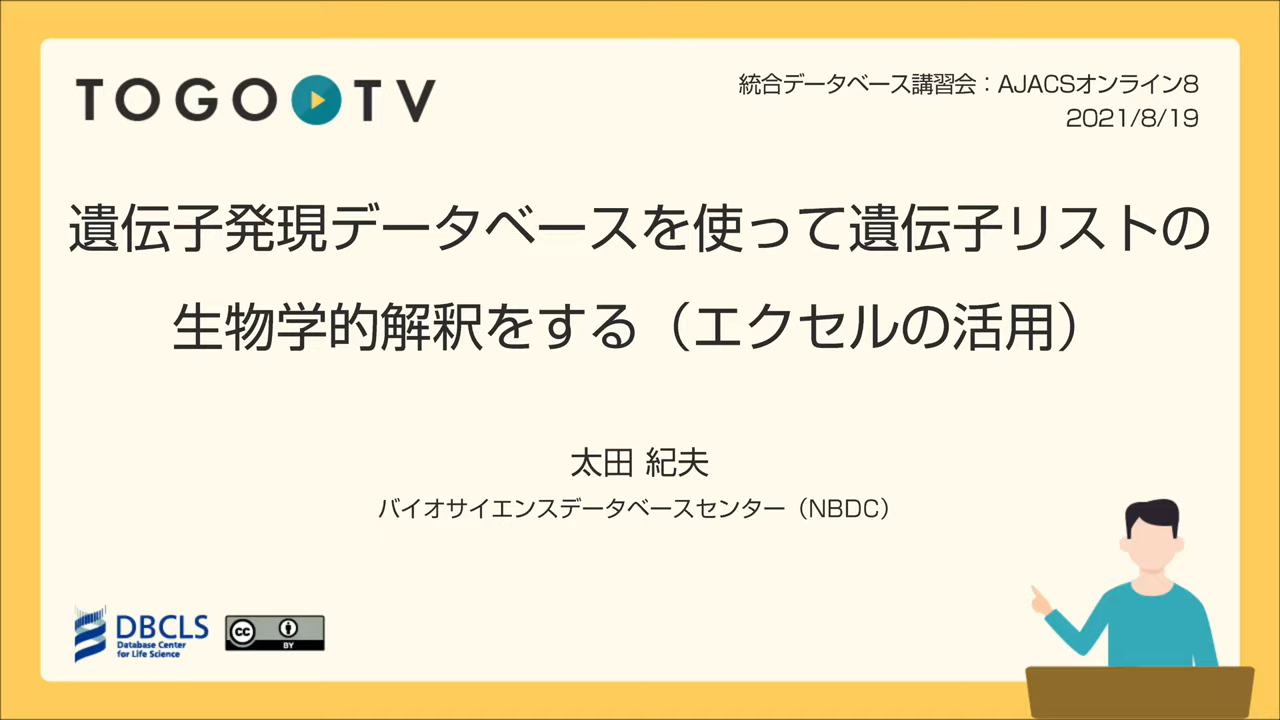 TOGO TV
統合データベース講習会：AJACSオンライン8
2021/8/19
遺伝子発現データベースを使って遺伝子リストの
生物学的解釈をする（エクセルの活用）
太田 紀夫
バイオサイエンスデータベースセンター（NBDC）
DBCLS
Database Center
for Life Science
cc
BY